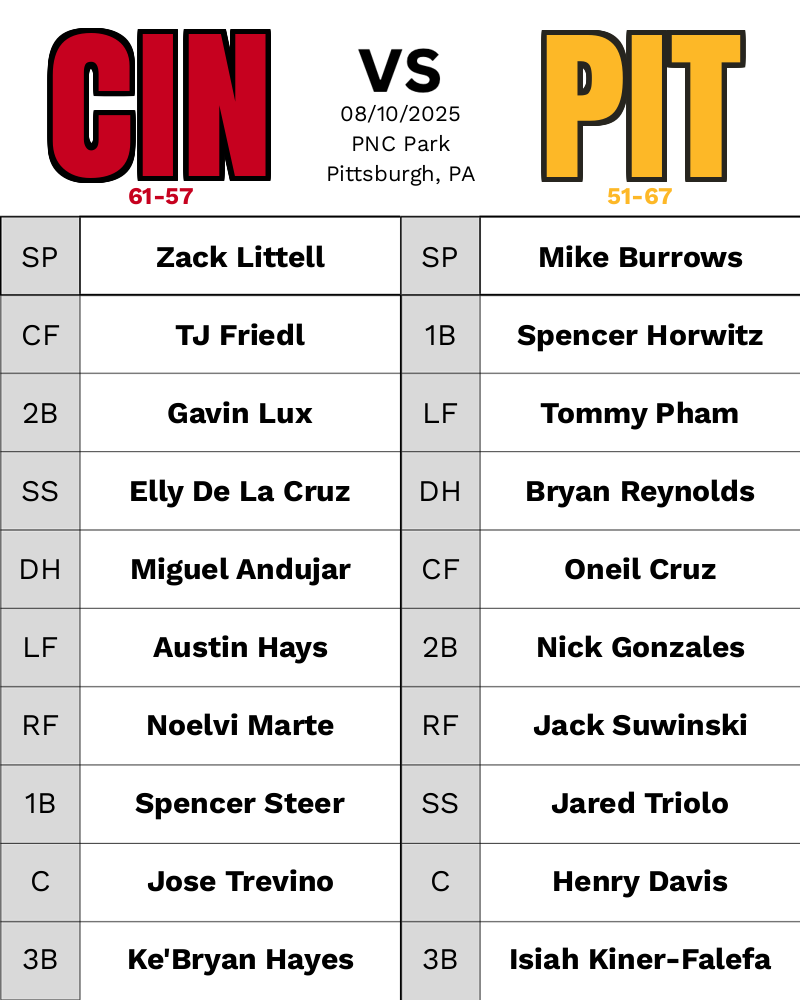 CIN
VS
PIT
08/10/2025
PNC Park
Pittsburgh, PA
61-57
51-67
SP Zack Littell SP Mike Burrows
CF TJ Friedl 1B Spencer Horwitz
2B Gavin Lux LF Tommy Pham
SS Elly De La Cruz DH Bryan Reynolds
DH Miguel Andujar CF Oneil Cruz
LF Austin Hays 2B Nick Gonzales
RF Noelvi Marte RF Jack Suwinski
1B Spencer Steer SS Jared Triolo
C Jose Trevino C Henry Davis
3B Ke'Bryan Hayes 3B Isiah Kiner-Falefa